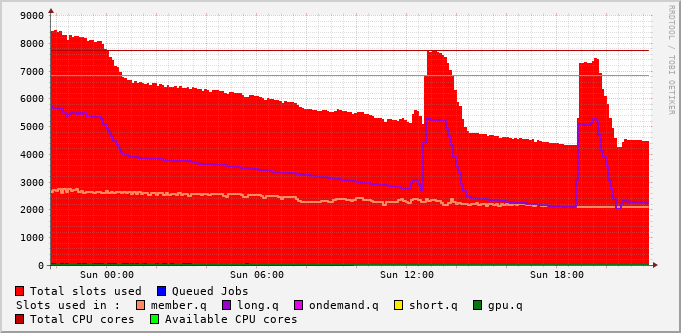 RRDTOOL / TOBI OETIKER
9000
8000
7000
6000
5000
4000
3000
2000
1000
0
Sun 00:00 Sun 06:00 Sun 12:00 Sun 18:00
Total slots used Queued Jobs
Slots used in : member.q long.q ondemand.q short.q gpu.q
Total CPU cores Available CPU cores